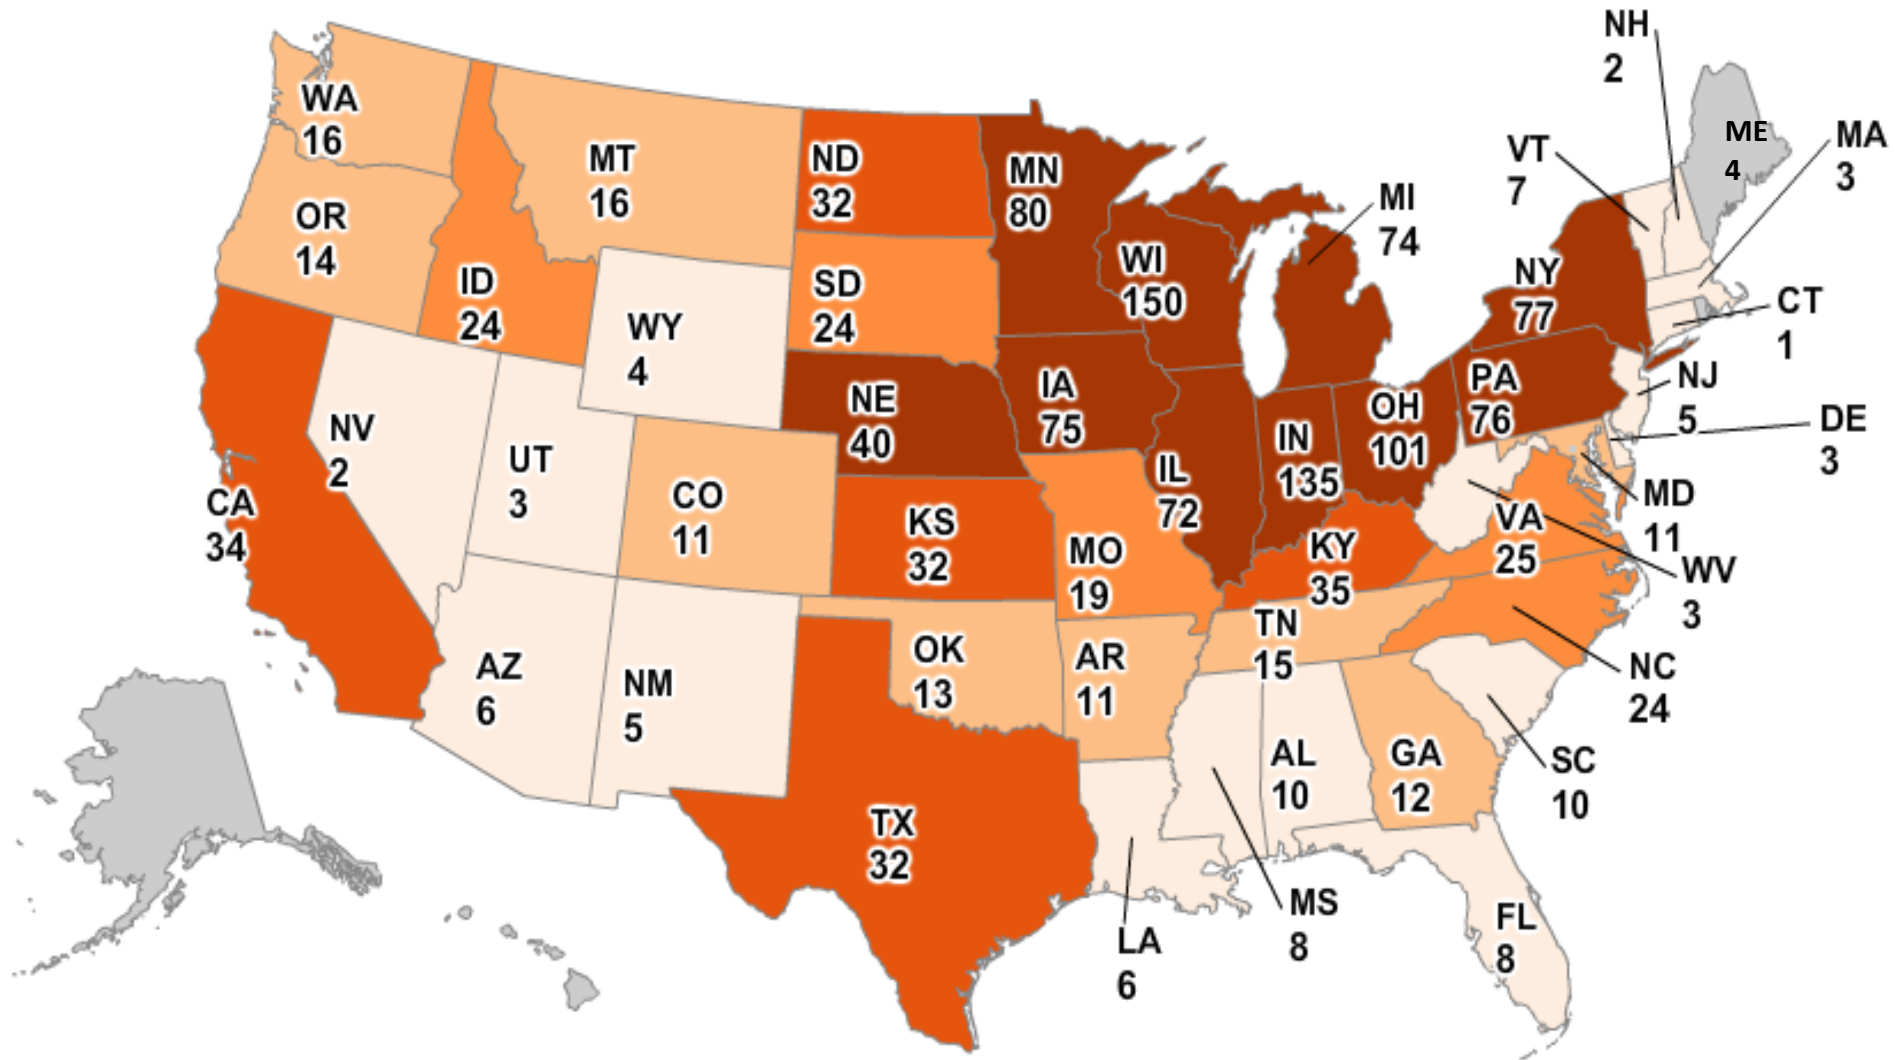 NH
2
WA
16
MT
16
ND
32
MN
80
ME
4
MA
3
VT
7
MI
74
OR
14
ID
24
SD
24
WI
150
NY
77
CT
1
WY
4
NE
40
IA
75
OH
101
PA
76
NJ
5
DE
3
NV
2
UT
3
CO
11
KS
32
IL
72
IN
135
CA
34
MO
19
KY
35
VA
25
MD
11
WV
3
AZ
6
NM
5
OK
13
AR
11
TN
15
NC
24
TX
32
AL
10
GA
12
SC
10
LA
6
MS
8
FL
8